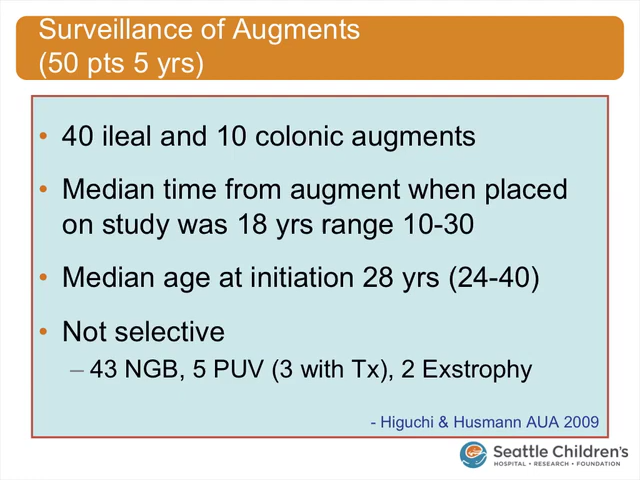 Surveillance of Augments
(50 pts 5 yrs)
• 40 ileal and 10 colonic augments
• Median time from augment when placed
on study was 18 yrs range 10-30
• Median age at initiation 28 yrs (24-40)
• Not selective
– 43 NGB, 5 PUV (3 with Tx), 2 Exstrophy
- Higuchi & Husmann AUA 2009
Seattle Children's
HOSPITAL • RESEARCH • FOUNDATION